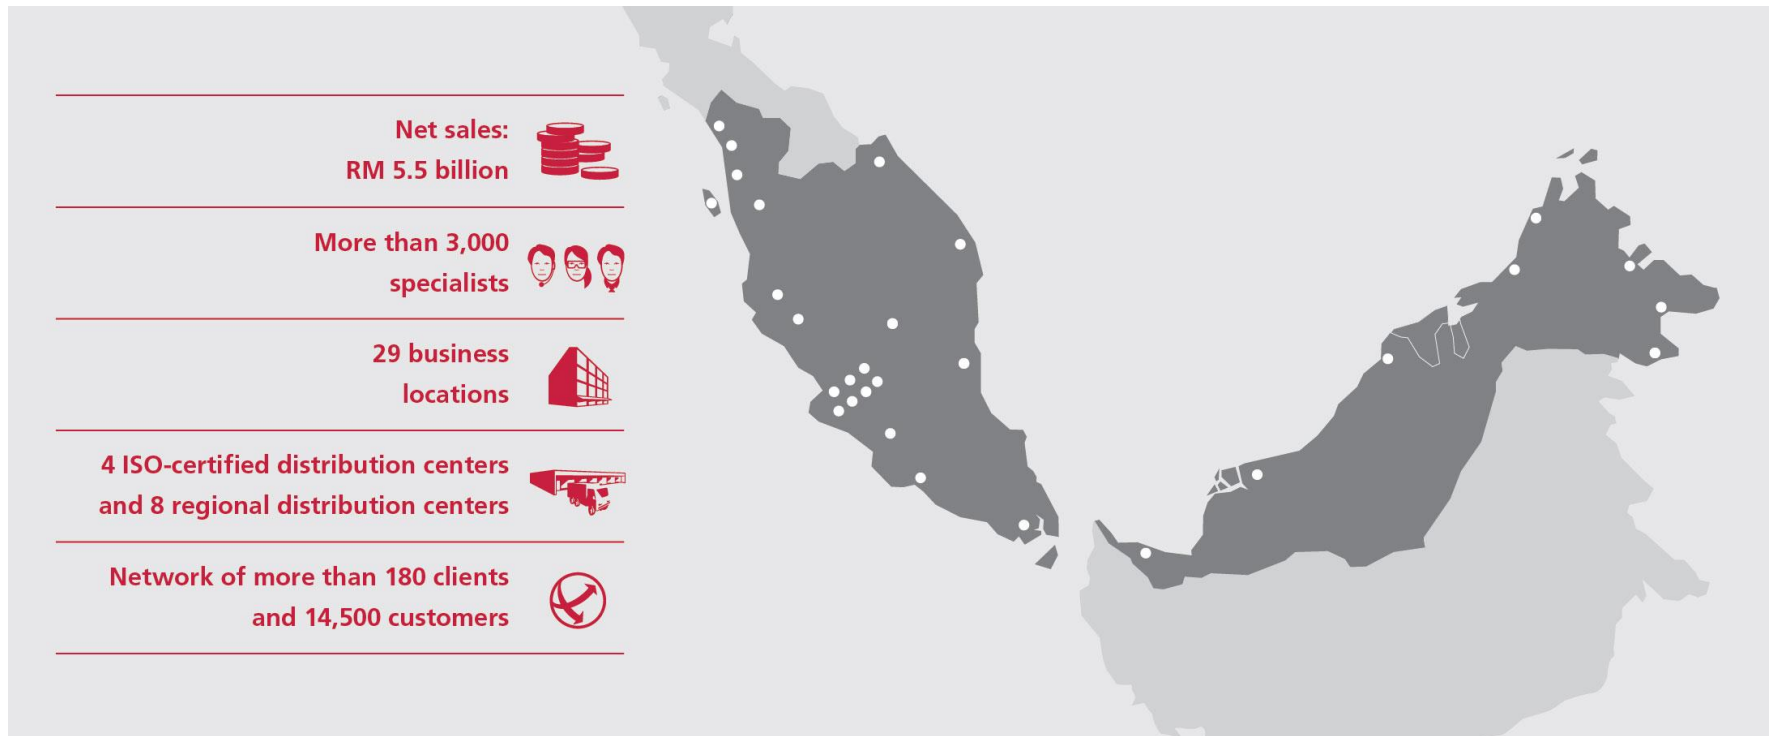 Net sales:
RM 5.5 billion
More than 3,000
specialists
29 business
locations
4 ISO-certified distribution centers
and 8 regional distribution centers
Network of more than 180 clients
and 14,500 customers